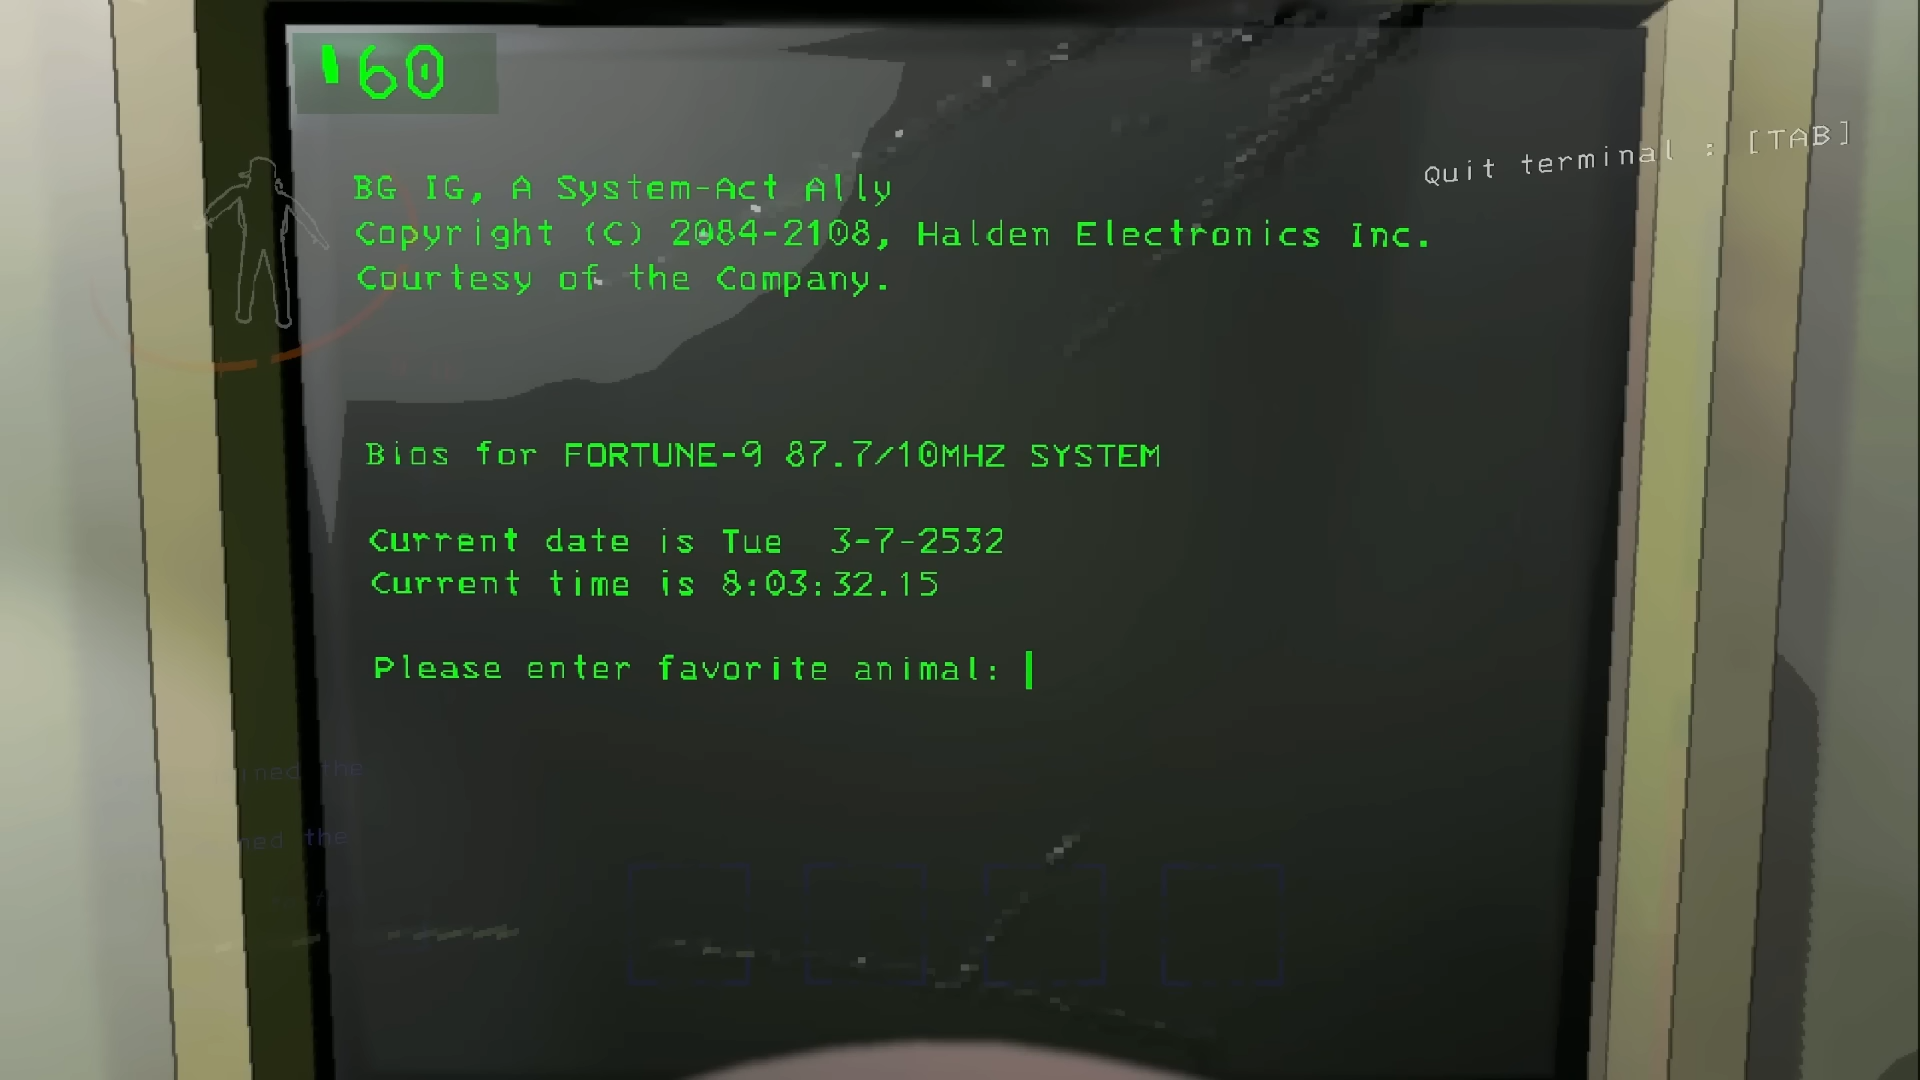 60
Quit terminal : [TAB]
BG IG, A System-Act Ally
Copyright (C) 2084-2108, Halden Electronics Inc.
Courtesy of the Company.
Bios for FORTUNE-9 87.7/10MHZ SYSTEM
Current date is Tue  3-7-2532
Current time is 8:03:32.15
Please enter favorite animal:
the
the